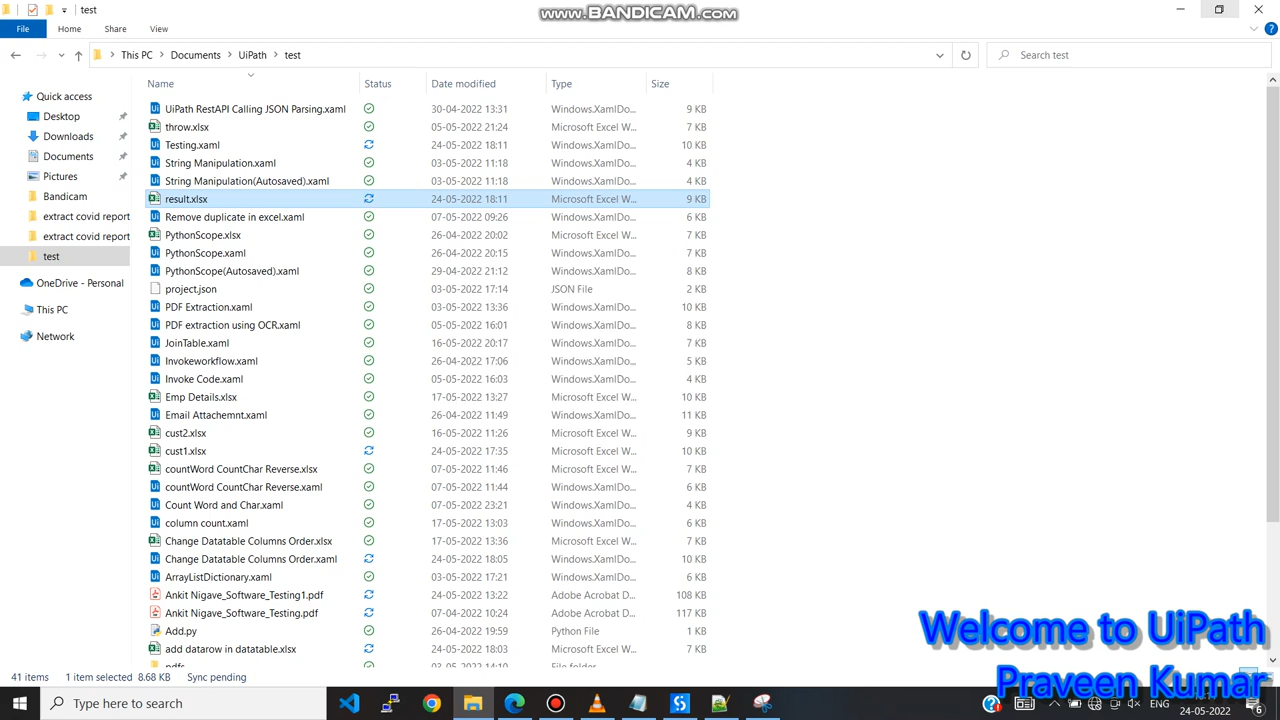 test
www.BANDICAM.com
File Home Share View
This PC Documents UiPath test
Search test
Name Status Date modified Type Size
Quick access
Desktop
Downloads
Documents
Pictures
Bandicam
extract covid report
extract covid report
test
OneDrive - Personal
This PC
Network
UiPath RestAPI Calling JSON Parsing.xaml 30-04-2022 13:31 Windows.XamlDo... 9 KB
throw.xlsx 05-05-2022 21:24 Microsoft Excel W... 7 KB
Testing.xaml 24-05-2022 18:11 Windows.XamlDo... 10 KB
String Manipulation.xaml 03-05-2022 11:18 Windows.XamlDo... 4 KB
String Manipulation(Autosaved).xaml 03-05-2022 11:18 Windows.XamlDo... 4 KB
result.xlsx 24-05-2022 18:11 Microsoft Excel W... 9 KB
Remove duplicate in excel.xaml 07-05-2022 09:26 Windows.XamlDo... 6 KB
PythonScope.xlsx 26-04-2022 20:02 Microsoft Excel W... 7 KB
PythonScope.xaml 26-04-2022 20:15 Windows.XamlDo... 7 KB
PythonScope(Autosaved).xaml 29-04-2022 21:12 Windows.XamlDo... 8 KB
project.json 03-05-2022 17:14 JSON File 2 KB
PDF Extraction.xaml 03-05-2022 13:36 Windows.XamlDo... 10 KB
PDF extraction using OCR.xaml 05-05-2022 16:01 Windows.XamlDo... 8 KB
JoinTable.xaml 16-05-2022 20:17 Windows.XamlDo... 7 KB
Invokeworkflow.xaml 26-04-2022 17:06 Windows.XamlDo... 5 KB
Invoke Code.xaml 05-05-2022 16:03 Windows.XamlDo... 4 KB
Emp Details.xlsx 17-05-2022 13:27 Microsoft Excel W... 10 KB
Email Attachemnt.xaml 26-04-2022 11:49 Windows.XamlDo... 11 KB
cust2.xlsx 16-05-2022 11:26 Microsoft Excel W... 9 KB
cust1.xlsx 24-05-2022 17:35 Microsoft Excel W... 10 KB
countWord CountChar Reverse.xlsx 07-05-2022 11:46 Microsoft Excel W... 7 KB
countWord CountChar Reverse.xaml 07-05-2022 11:44 Windows.XamlDo... 6 KB
Count Word and Char.xaml 07-05-2022 23:21 Windows.XamlDo... 4 KB
column count.xaml 17-05-2022 13:03 Windows.XamlDo... 6 KB
Change Datatable Columns Order.xlsx 17-05-2022 13:36 Microsoft Excel W... 7 KB
Change Datatable Columns Order.xaml 24-05-2022 18:05 Windows.XamlDo... 10 KB
ArrayListDictionary.xaml 03-05-2022 17:21 Windows.XamlDo... 6 KB
Ankit Nigave_Software_Testing1.pdf 24-05-2022 13:22 Adobe Acrobat D... 108 KB
Ankit Nigave_Software_Testing.pdf 07-04-2022 10:24 Adobe Acrobat D... 117 KB
Add.py 26-04-2022 19:59 Python File 1 KB
add datarow in datatable.xlsx 24-05-2022 18:03 Microsoft Excel W... 7 KB
pdfs 03-05-2022 14:10 File folder
Welcome to UiPath
Praveen Kumar
41 items 1 item selected 8.68 KB Sync pending
Type here to search
ENG
24-05-2022
6